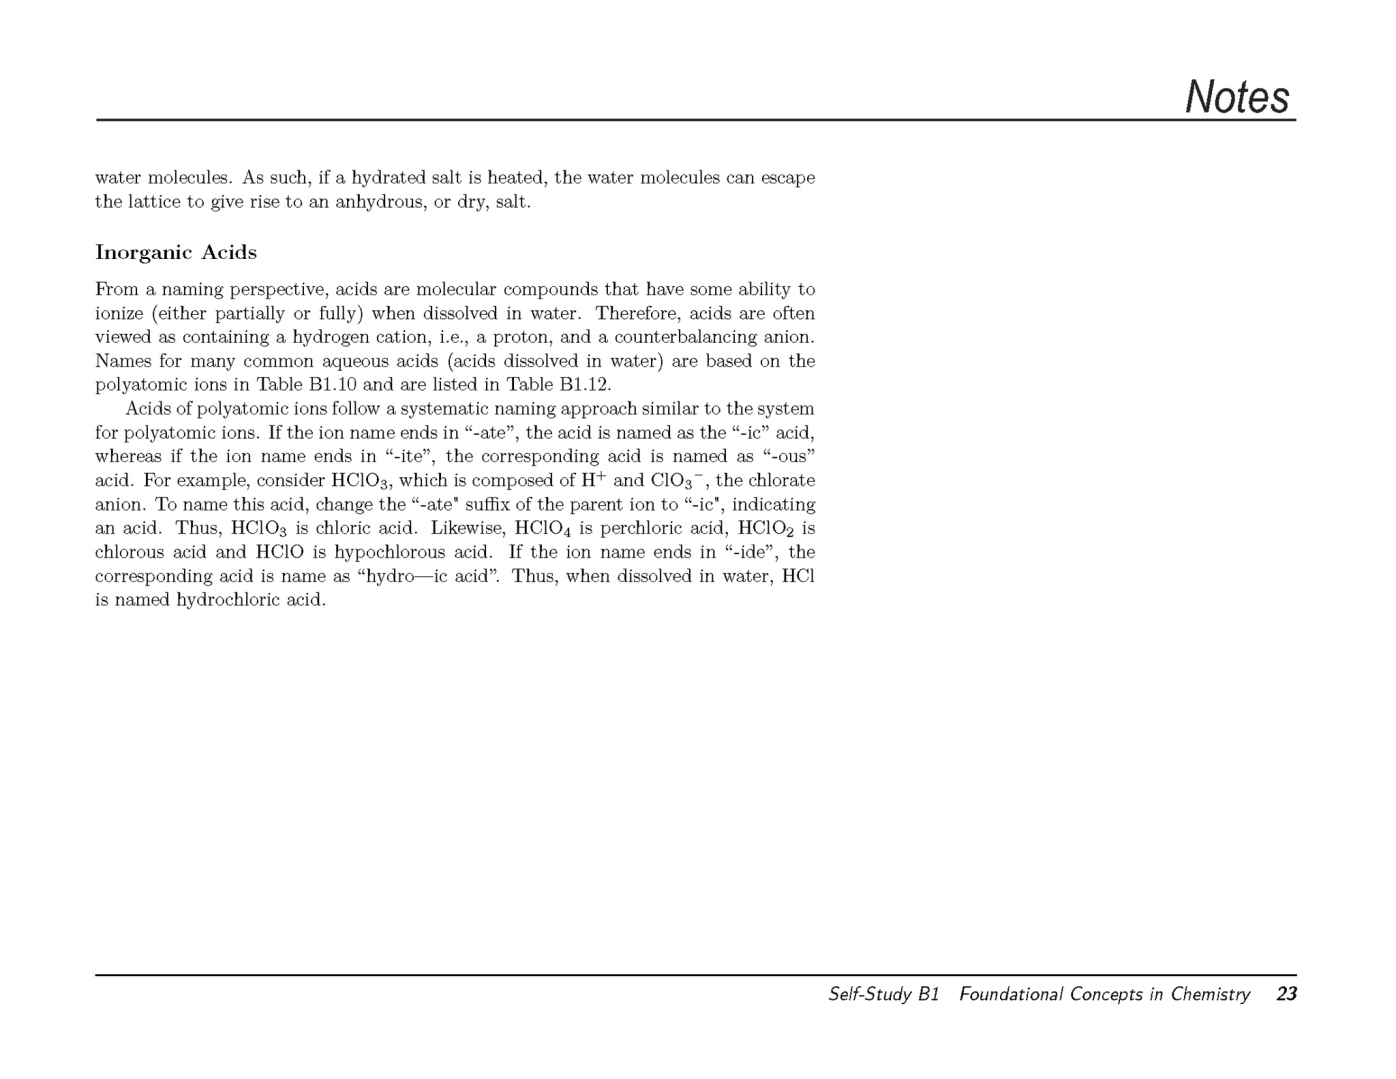 Notes
water molecules. As such, if a hydrated salt is heated, the water molecules can escape
the lattice to give rise to an anhydrous, or dry, salt.
Inorganic Acids
From a naming perspective, acids are molecular compounds that have some ability to
ionize (either partially or fully) when dissolved in water. Therefore, acids are often
viewed as containing a hydrogen cation, i.e., a proton, and a counterbalancing anion.
Names for many common aqueous acids (acids dissolved in water) are based on the
polyatomic ions in Table B1.10 and are listed in Table B1.12.
Acids of polyatomic ions follow a systematic naming approach similar to the system
for polyatomic ions. If the ion name ends in “-ate”, the acid is named as the “-ic” acid,
whereas if the ion name ends in “-ite”, the corresponding acid is named as “-ous”
acid. For example, consider HClO₃, which is composed of H⁺ and ClO₃⁻, the chlorate
anion. To name this acid, change the “-ate" suffix of the parent ion to “-ic", indicating
an acid. Thus, HClO₃ is chloric acid. Likewise, HClO₄ is perchloric acid, HClO₂ is
chlorous acid and HClO is hypochlorous acid. If the ion name ends in “-ide”, the
corresponding acid is name as “hydro—ic acid”. Thus, when dissolved in water, HCl
is named hydrochloric acid.
Self-Study B1 Foundational Concepts in Chemistry 23